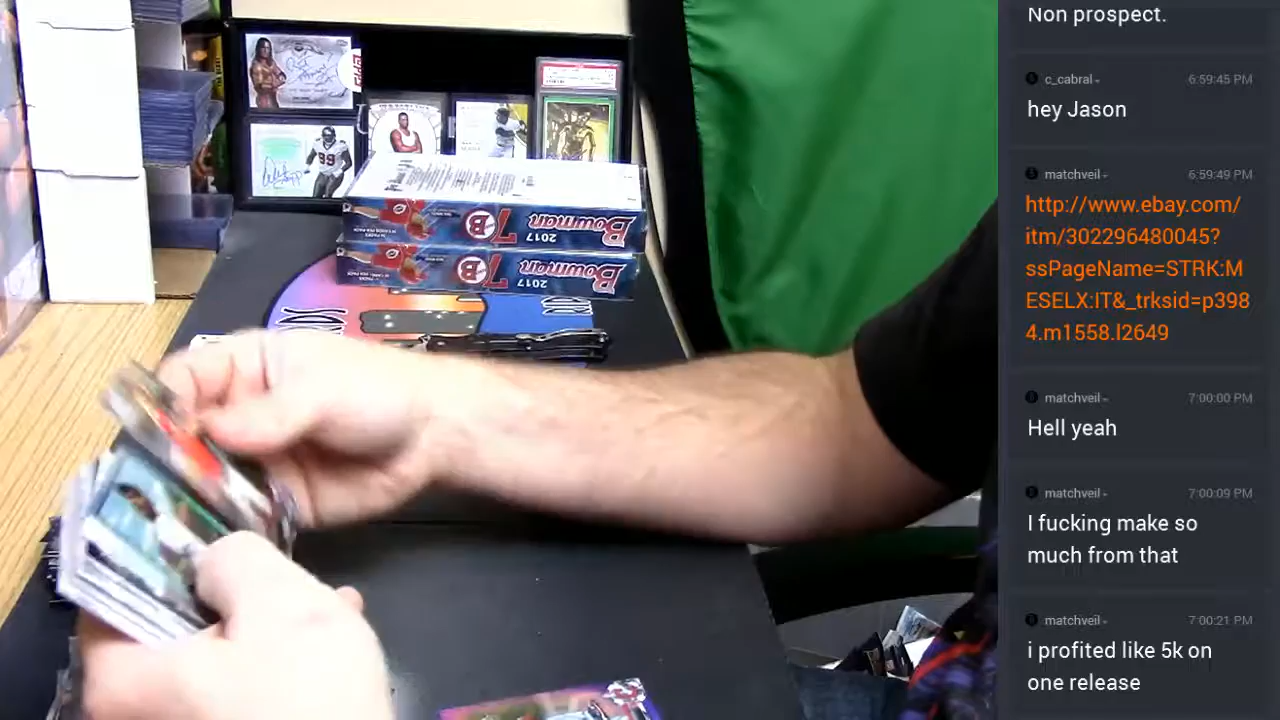 Non prospect.
c_cabral
6:59:45 PM
hey Jason
matchveil
6:59:49 PM
http://www.ebay.com/
itm/302296480045?
ssPageName=STRK:M
ESELX:IT&_trksid=p398
4.m1558.l2649
matchveil
7:00:00 PM
Hell yeah
matchveil
7:00:09 PM
I fucking make so
much from that
matchveil
7:00:21 PM
i profited like 5k on
one release
99
Bowman
2017
B
7
Bowman
2017
B
7